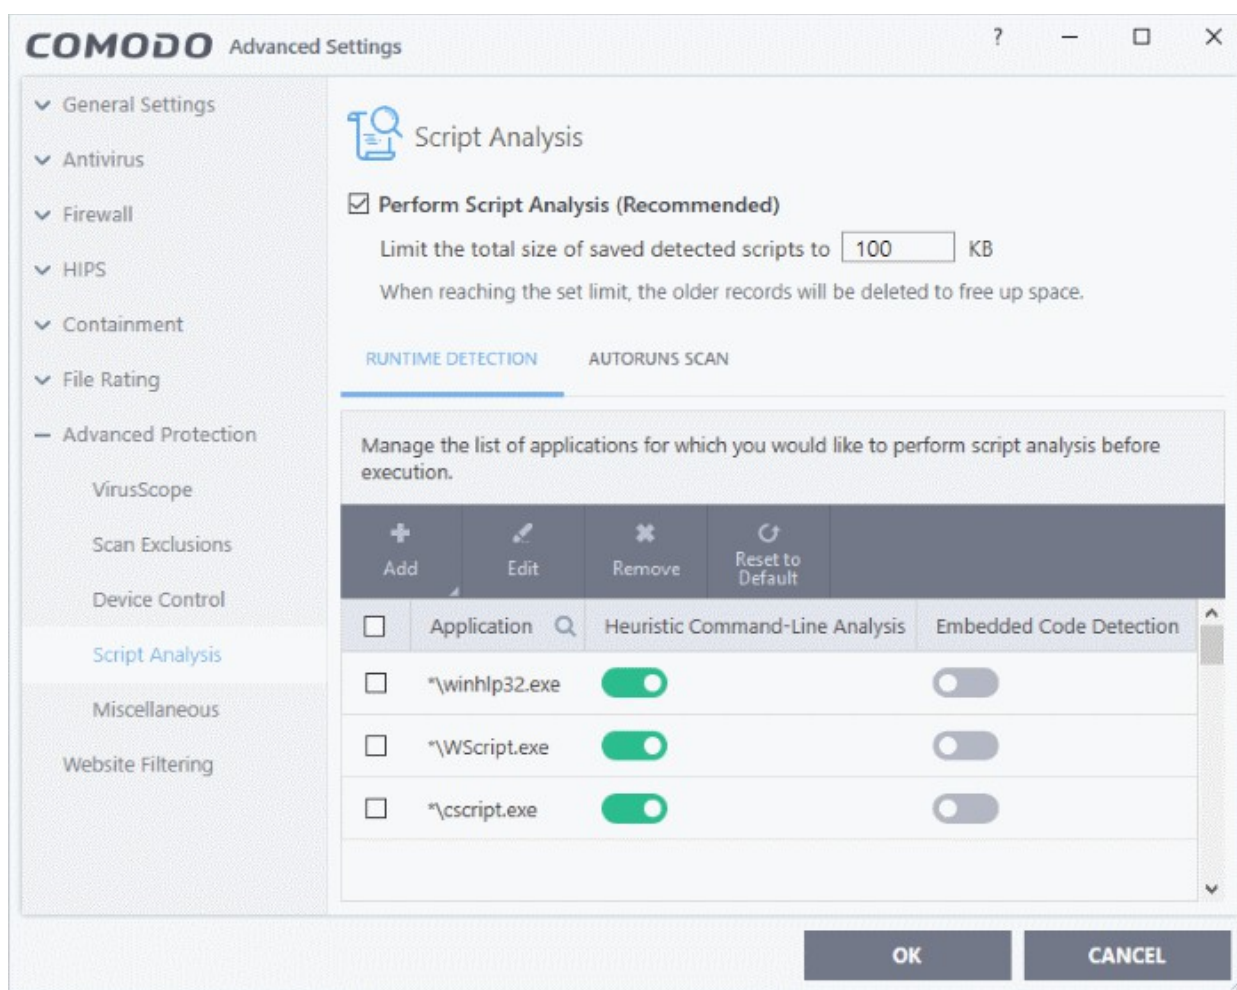 COMODO Advanced Settings
?
General Settings
Antivirus
Firewall
HIPS
Containment
File Rating
Advanced Protection
VirusScope
Scan Exclusions
Device Control
Script Analysis
Miscellaneous
Website Filtering
Script Analysis
Perform Script Analysis (Recommended)
Limit the total size of saved detected scripts to 100 KB
When reaching the set limit, the older records will be deleted to free up space.
RUNTIME DETECTION AUTORUNS SCAN
Manage the list of applications for which you would like to perform script analysis before
execution.
Add Edit Remove Reset to
Default
Application Heuristic Command-Line Analysis Embedded Code Detection
*\winhlp32.exe
*\WScript.exe
*\cscript.exe
OK CANCEL